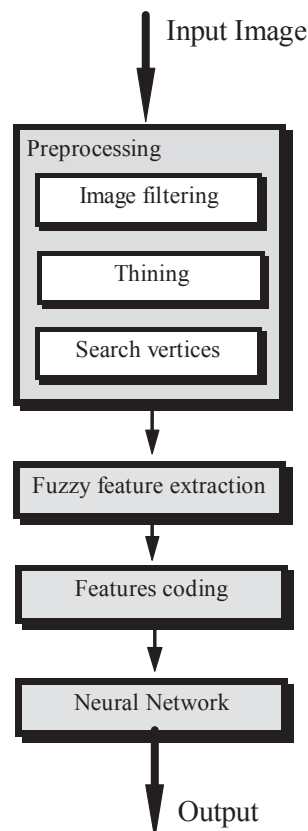 Input Image
Preprocessing
Image filtering
Thining
Search vertices
Fuzzy feature extraction
Features coding
Neural Network
Output